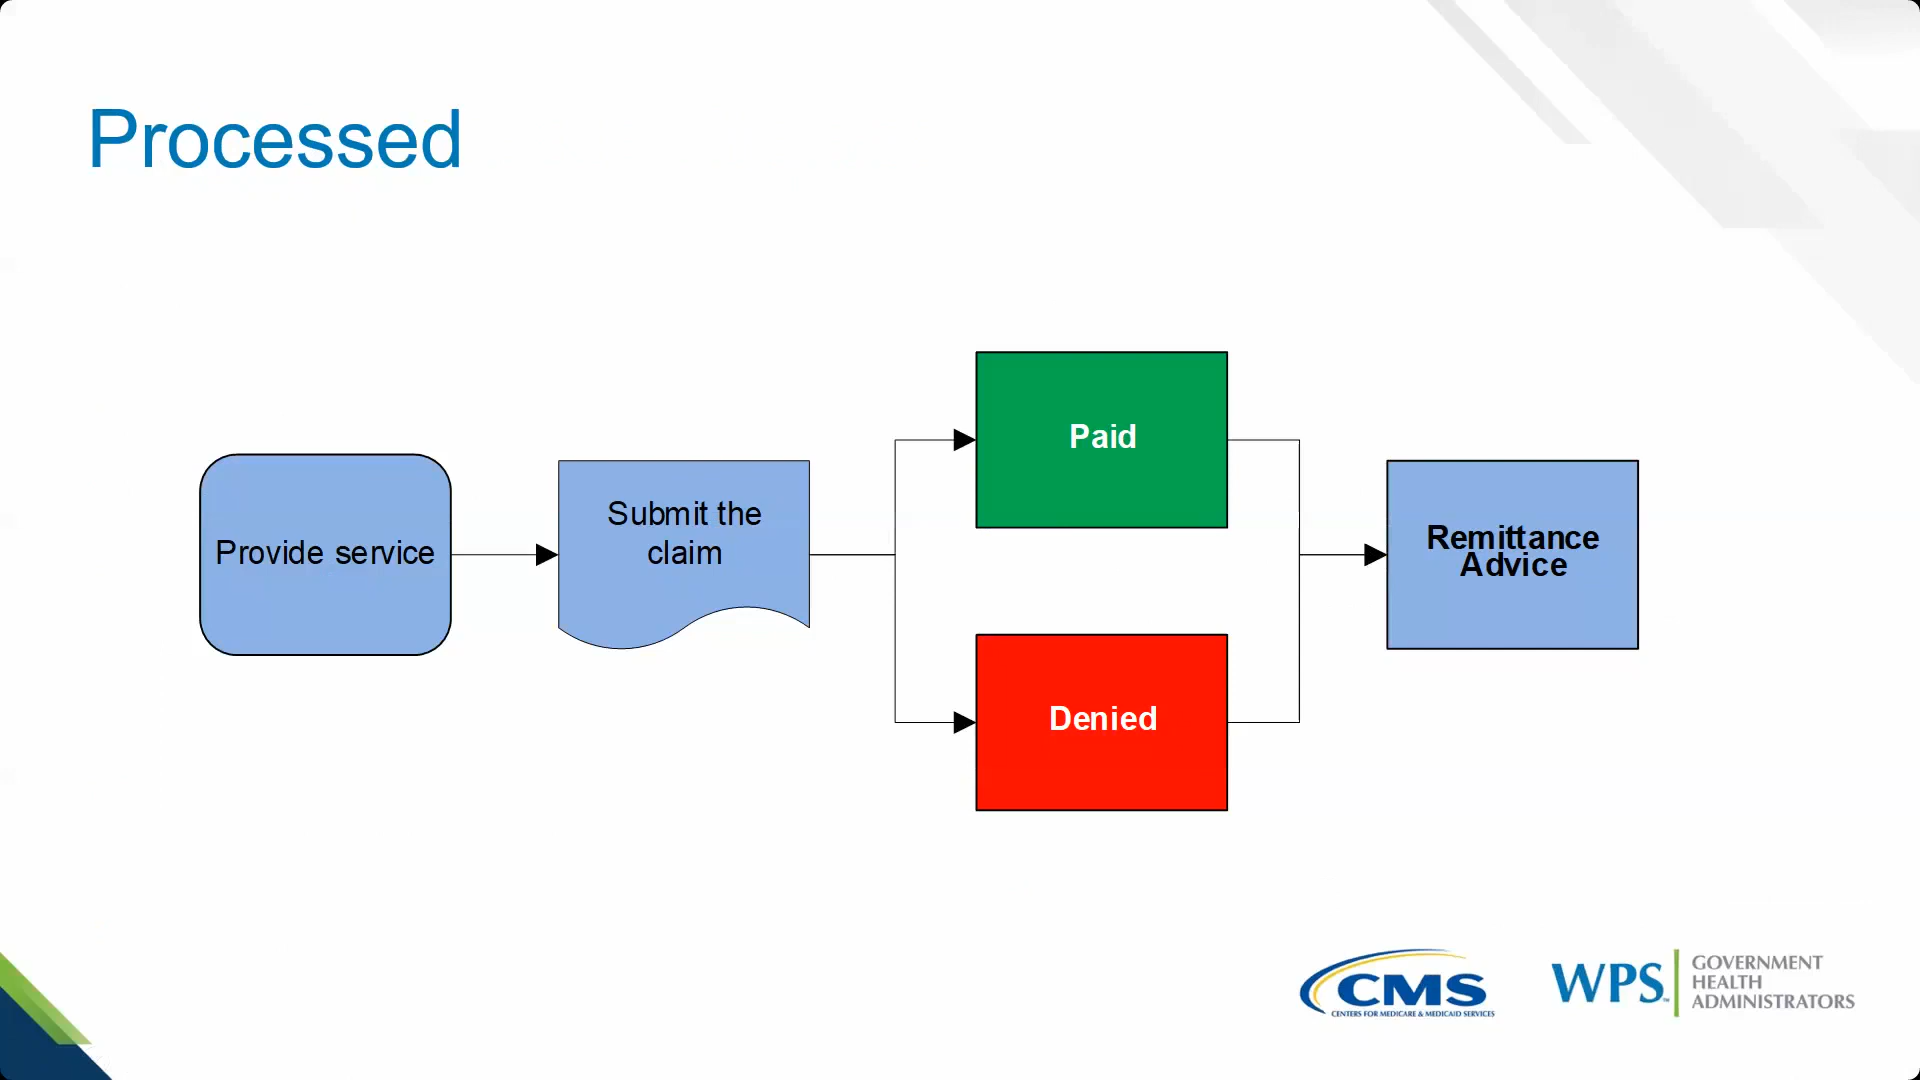 Processed
Provide service
Submit the
claim
Paid
Denied
Remittance
Advice
CMS
CENTERS FOR MEDICARE & MEDICAID SERVICES
WPS™
GOVERNMENT
HEALTH
ADMINISTRATORS